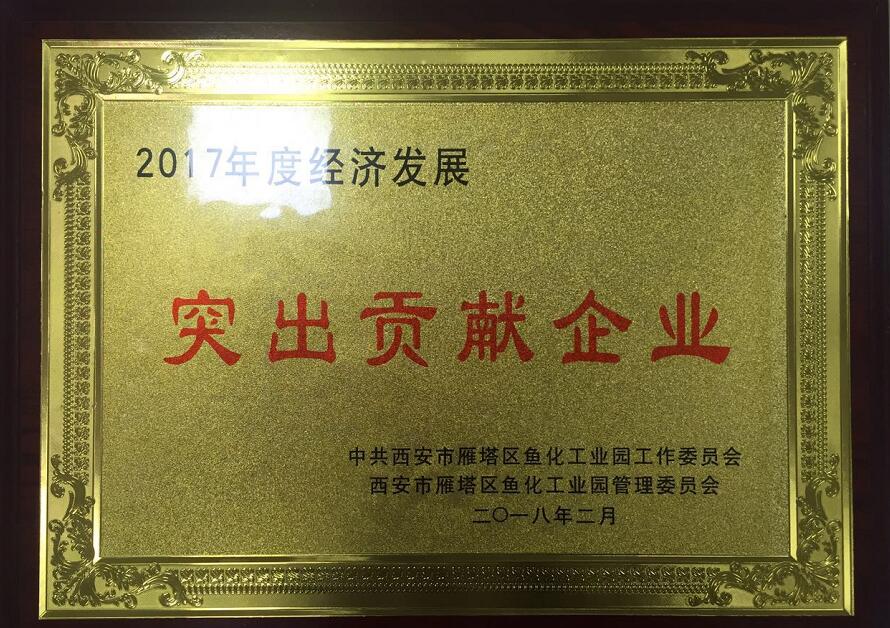 2017年度经济发展
突出贡献企业
中共西安市雁塔区鱼化工业园工作委员会
西安市雁塔区鱼化工业园管理委员会
二〇一八年二月